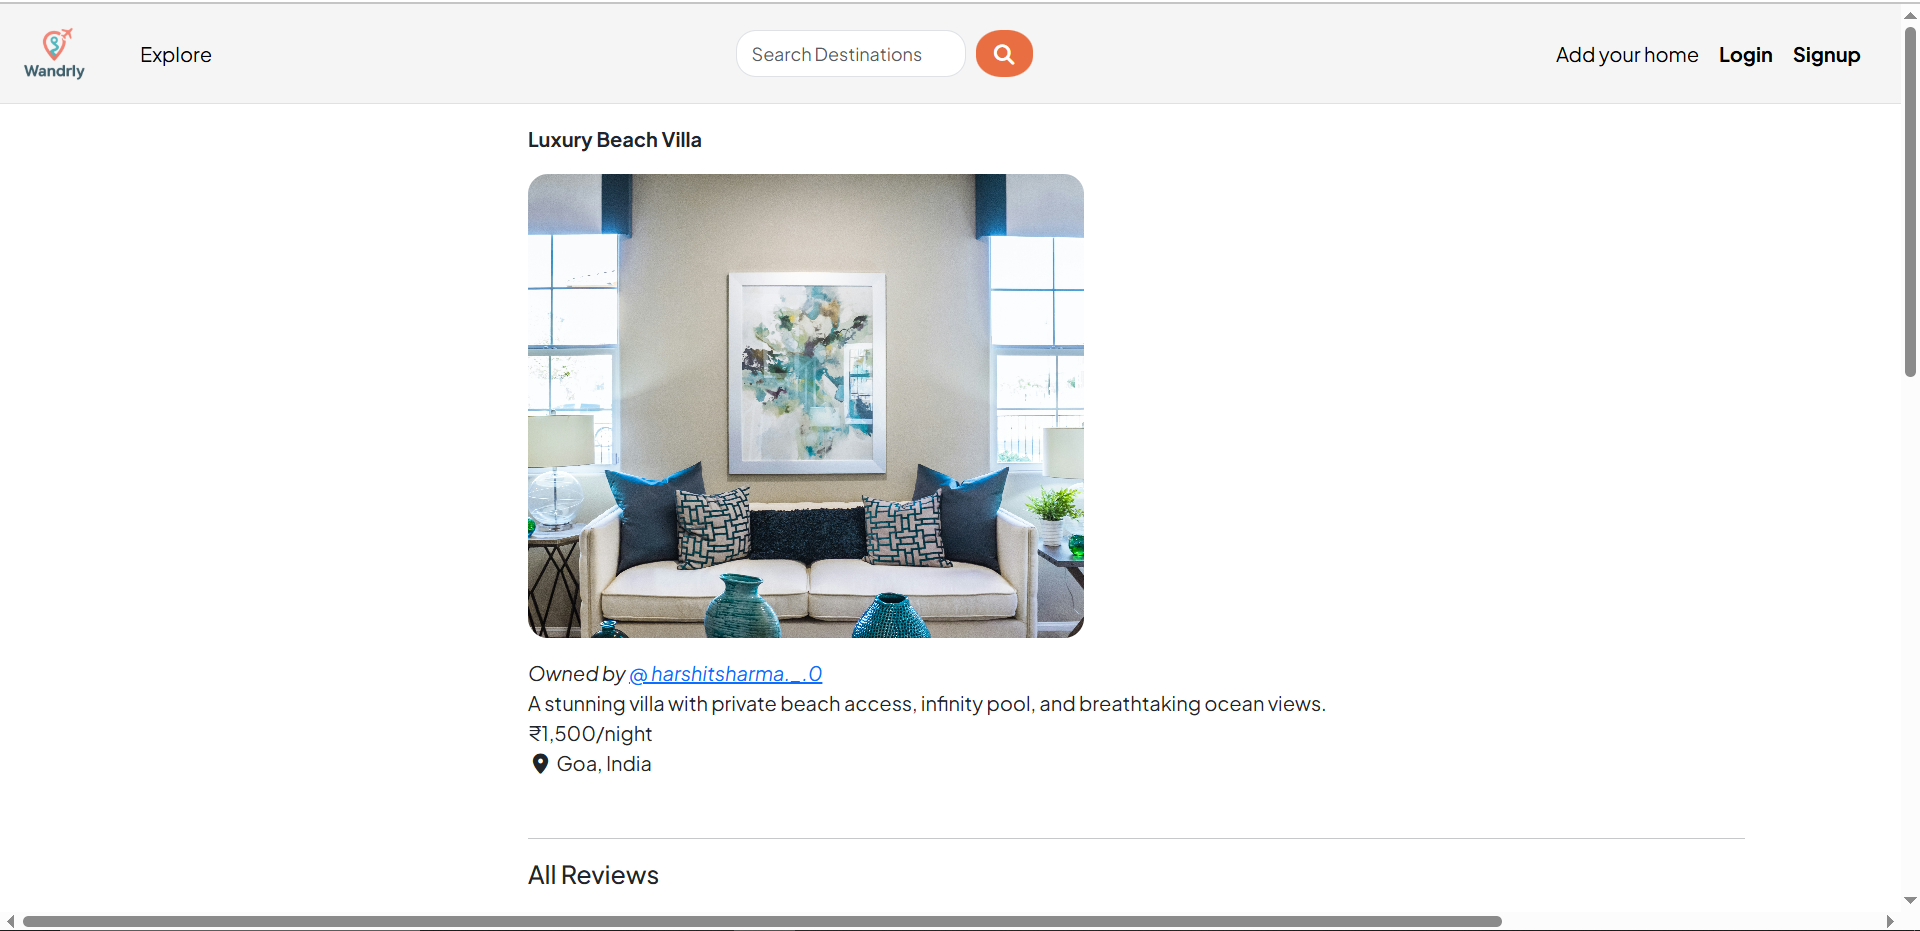 Wandrly
Explore
Search Destinations
Add your home
Login
Signup
Luxury Beach Villa
Owned by @harshitsharma._.0
A stunning villa with private beach access, infinity pool, and breathtaking ocean views.
₹1,500/night
Goa, India
All Reviews